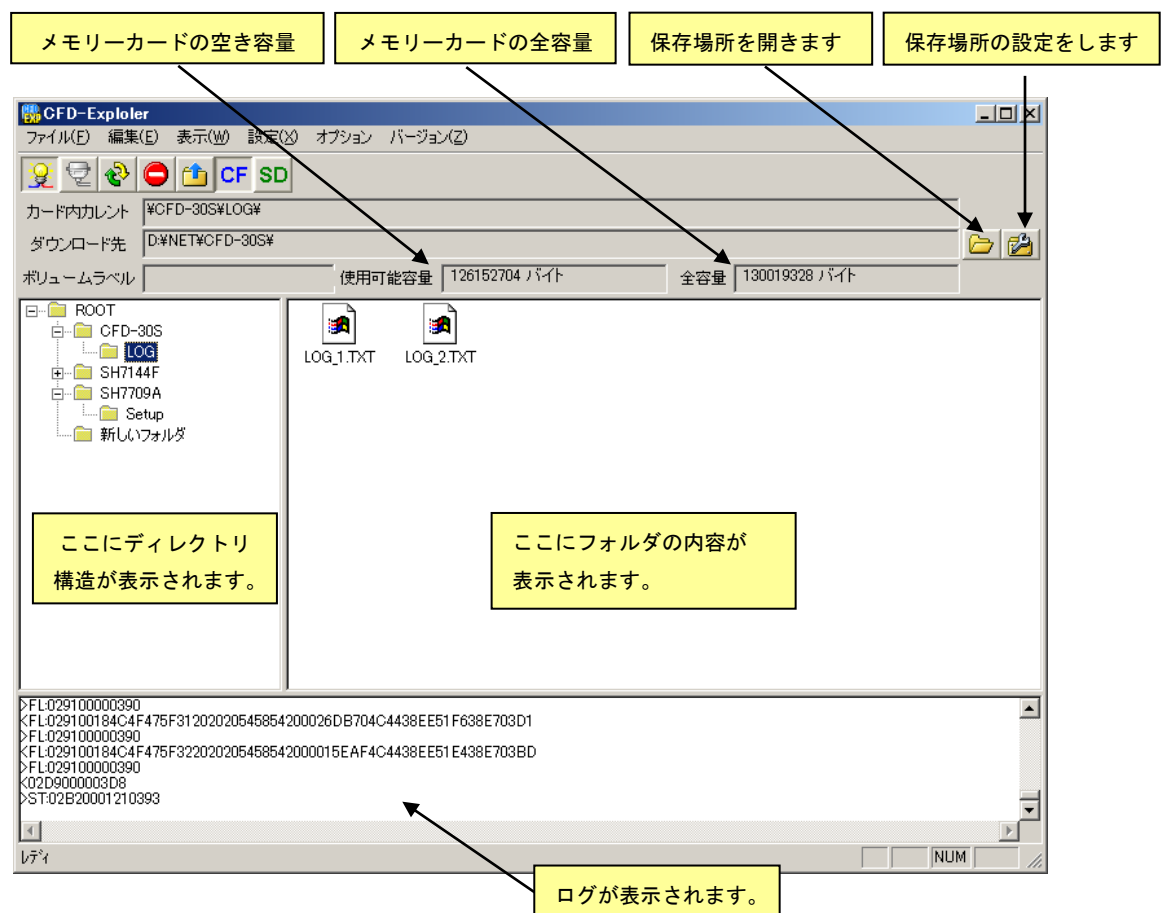 メモリーカードの空き容量
メモリーカードの全容量
保存場所を開きます
保存場所の設定をします
CFD-Exploler
ファイル(F) 編集(E) 表示(W) 設定(X) オプション バージョン(Z)
CF SD
カード内カレント ¥CFD-30S¥LOG¥
ダウンロード先 D:¥NET¥CFD-30S¥
ボリュームラベル 使用可能容量 126152704 バイト 全容量 130019328 バイト
ROOT
CFD-30S
LOG
SH7144F
SH7709A
Setup
新しいフォルダ
LOG_1.TXT LOG_2.TXT
ここにディレクトリ
構造が表示されます。
ここにフォルダの内容が
表示されます。
>FL:029100000390
<FL:029100184C4F475F3120202054585420​0026DB704C4438EE51F638E703D1
>FL:029100000390
<FL:029100184C4F475F322020205458542000015EAF4C4438EE51E438E703BD
>FL:029100000390
<02D9000003D8
>ST:02B20001210393
レディ
NUM
ログが表示されます。